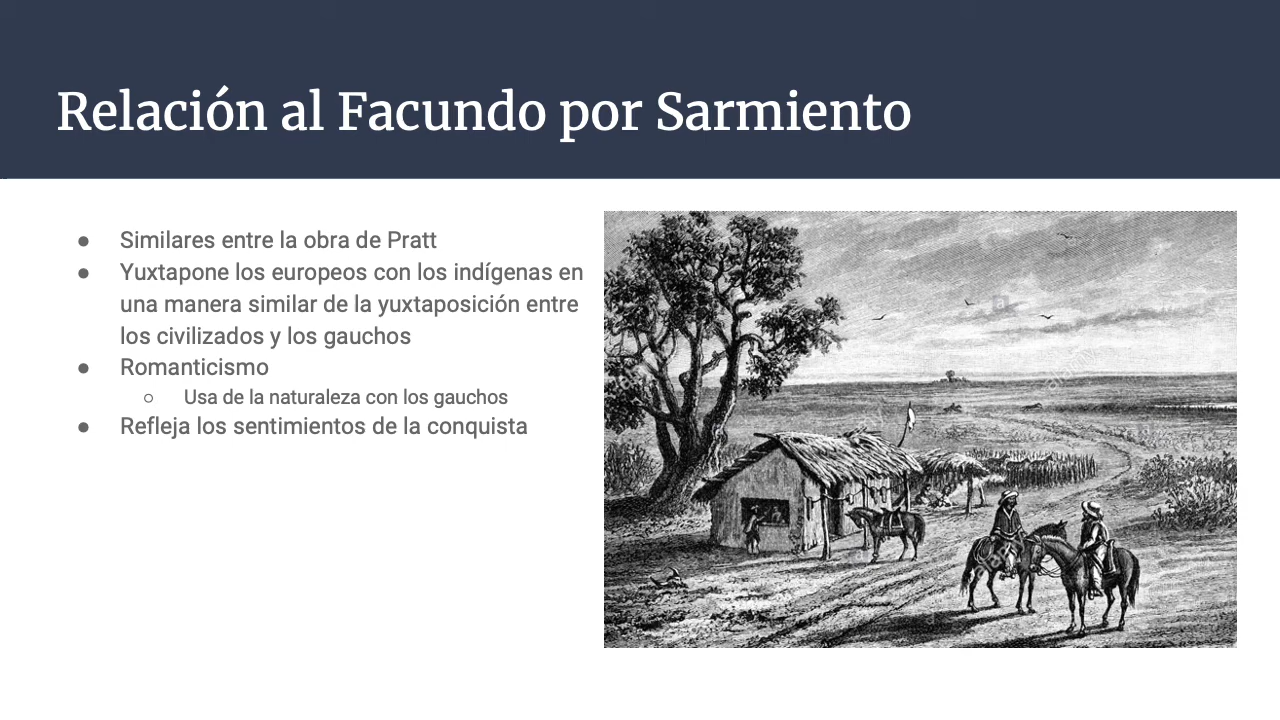 Relación al Facundo por Sarmiento
● Similares entre la obra de Pratt
● Yuxtapone los europeos con los indígenas en
una manera similar de la yuxtaposición entre
los civilizados y los gauchos
● Romanticismo
○ Usa de la naturaleza con los gauchos
● Refleja los sentimientos de la conquista